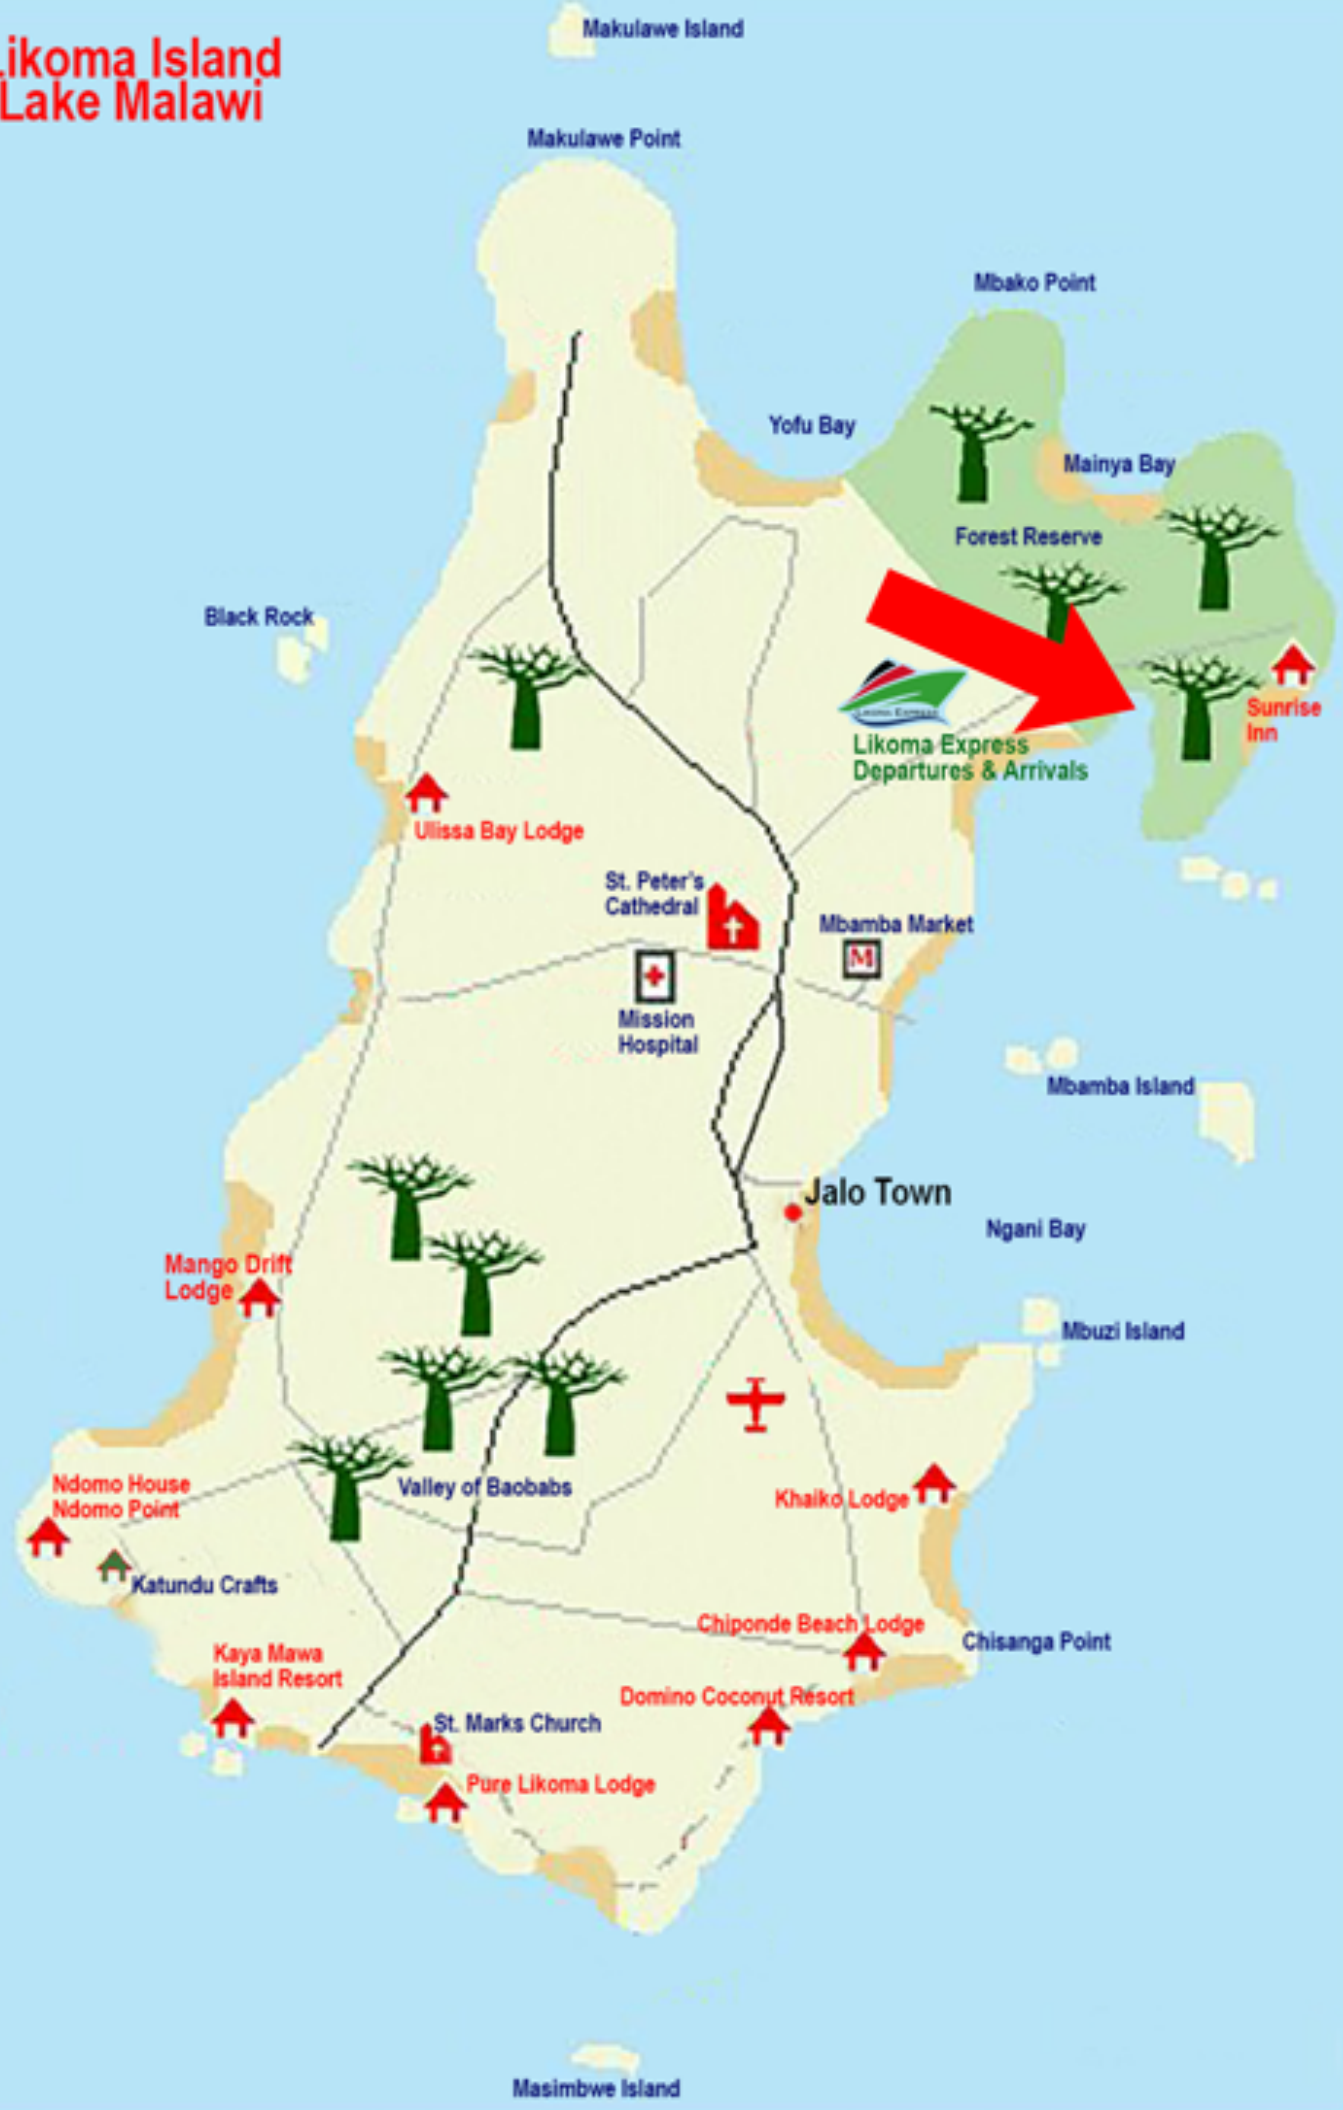 Likoma Island
Lake Malawi
Makulawe Island
Makulawe Point
Mbako Point
Yofu Bay
Mainya Bay
Forest Reserve
Black Rock
Sunrise
Inn
LIKOMA EXPRESS
Likoma Express
Departures & Arrivals
Ulissa Bay Lodge
St. Peter's
Cathedral
Mbamba Market
M
Mission
Hospital
Mbamba Island
Jalo Town
Ngani Bay
Mango Drift
Lodge
Mbuzi Island
Ndomo House
Ndomo Point
Valley of Baobabs
Khaiko Lodge
Katundu Crafts
Chiponde Beach Lodge
Chisanga Point
Kaya Mawa
Island Resort
Domino Coconut Resort
St. Marks Church
Pure Likoma Lodge
Masimbwe Island